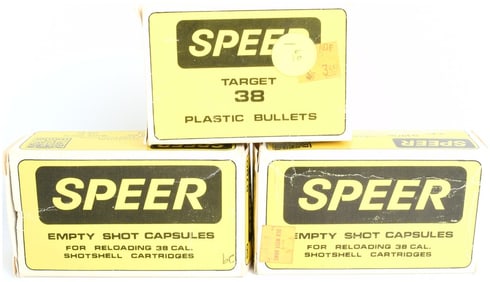 SPEER
TARGET
38
PLASTIC BULLETS
SPEER
EMPTY SHOT CAPSULES
FOR RELOADING 38 CAL.
SHOTSHELL CARTRIDGES
SPEER
EMPTY SHOT CAPSULES
FOR RELOADING 38 CAL.
SHOTSHELL CARTRIDGES